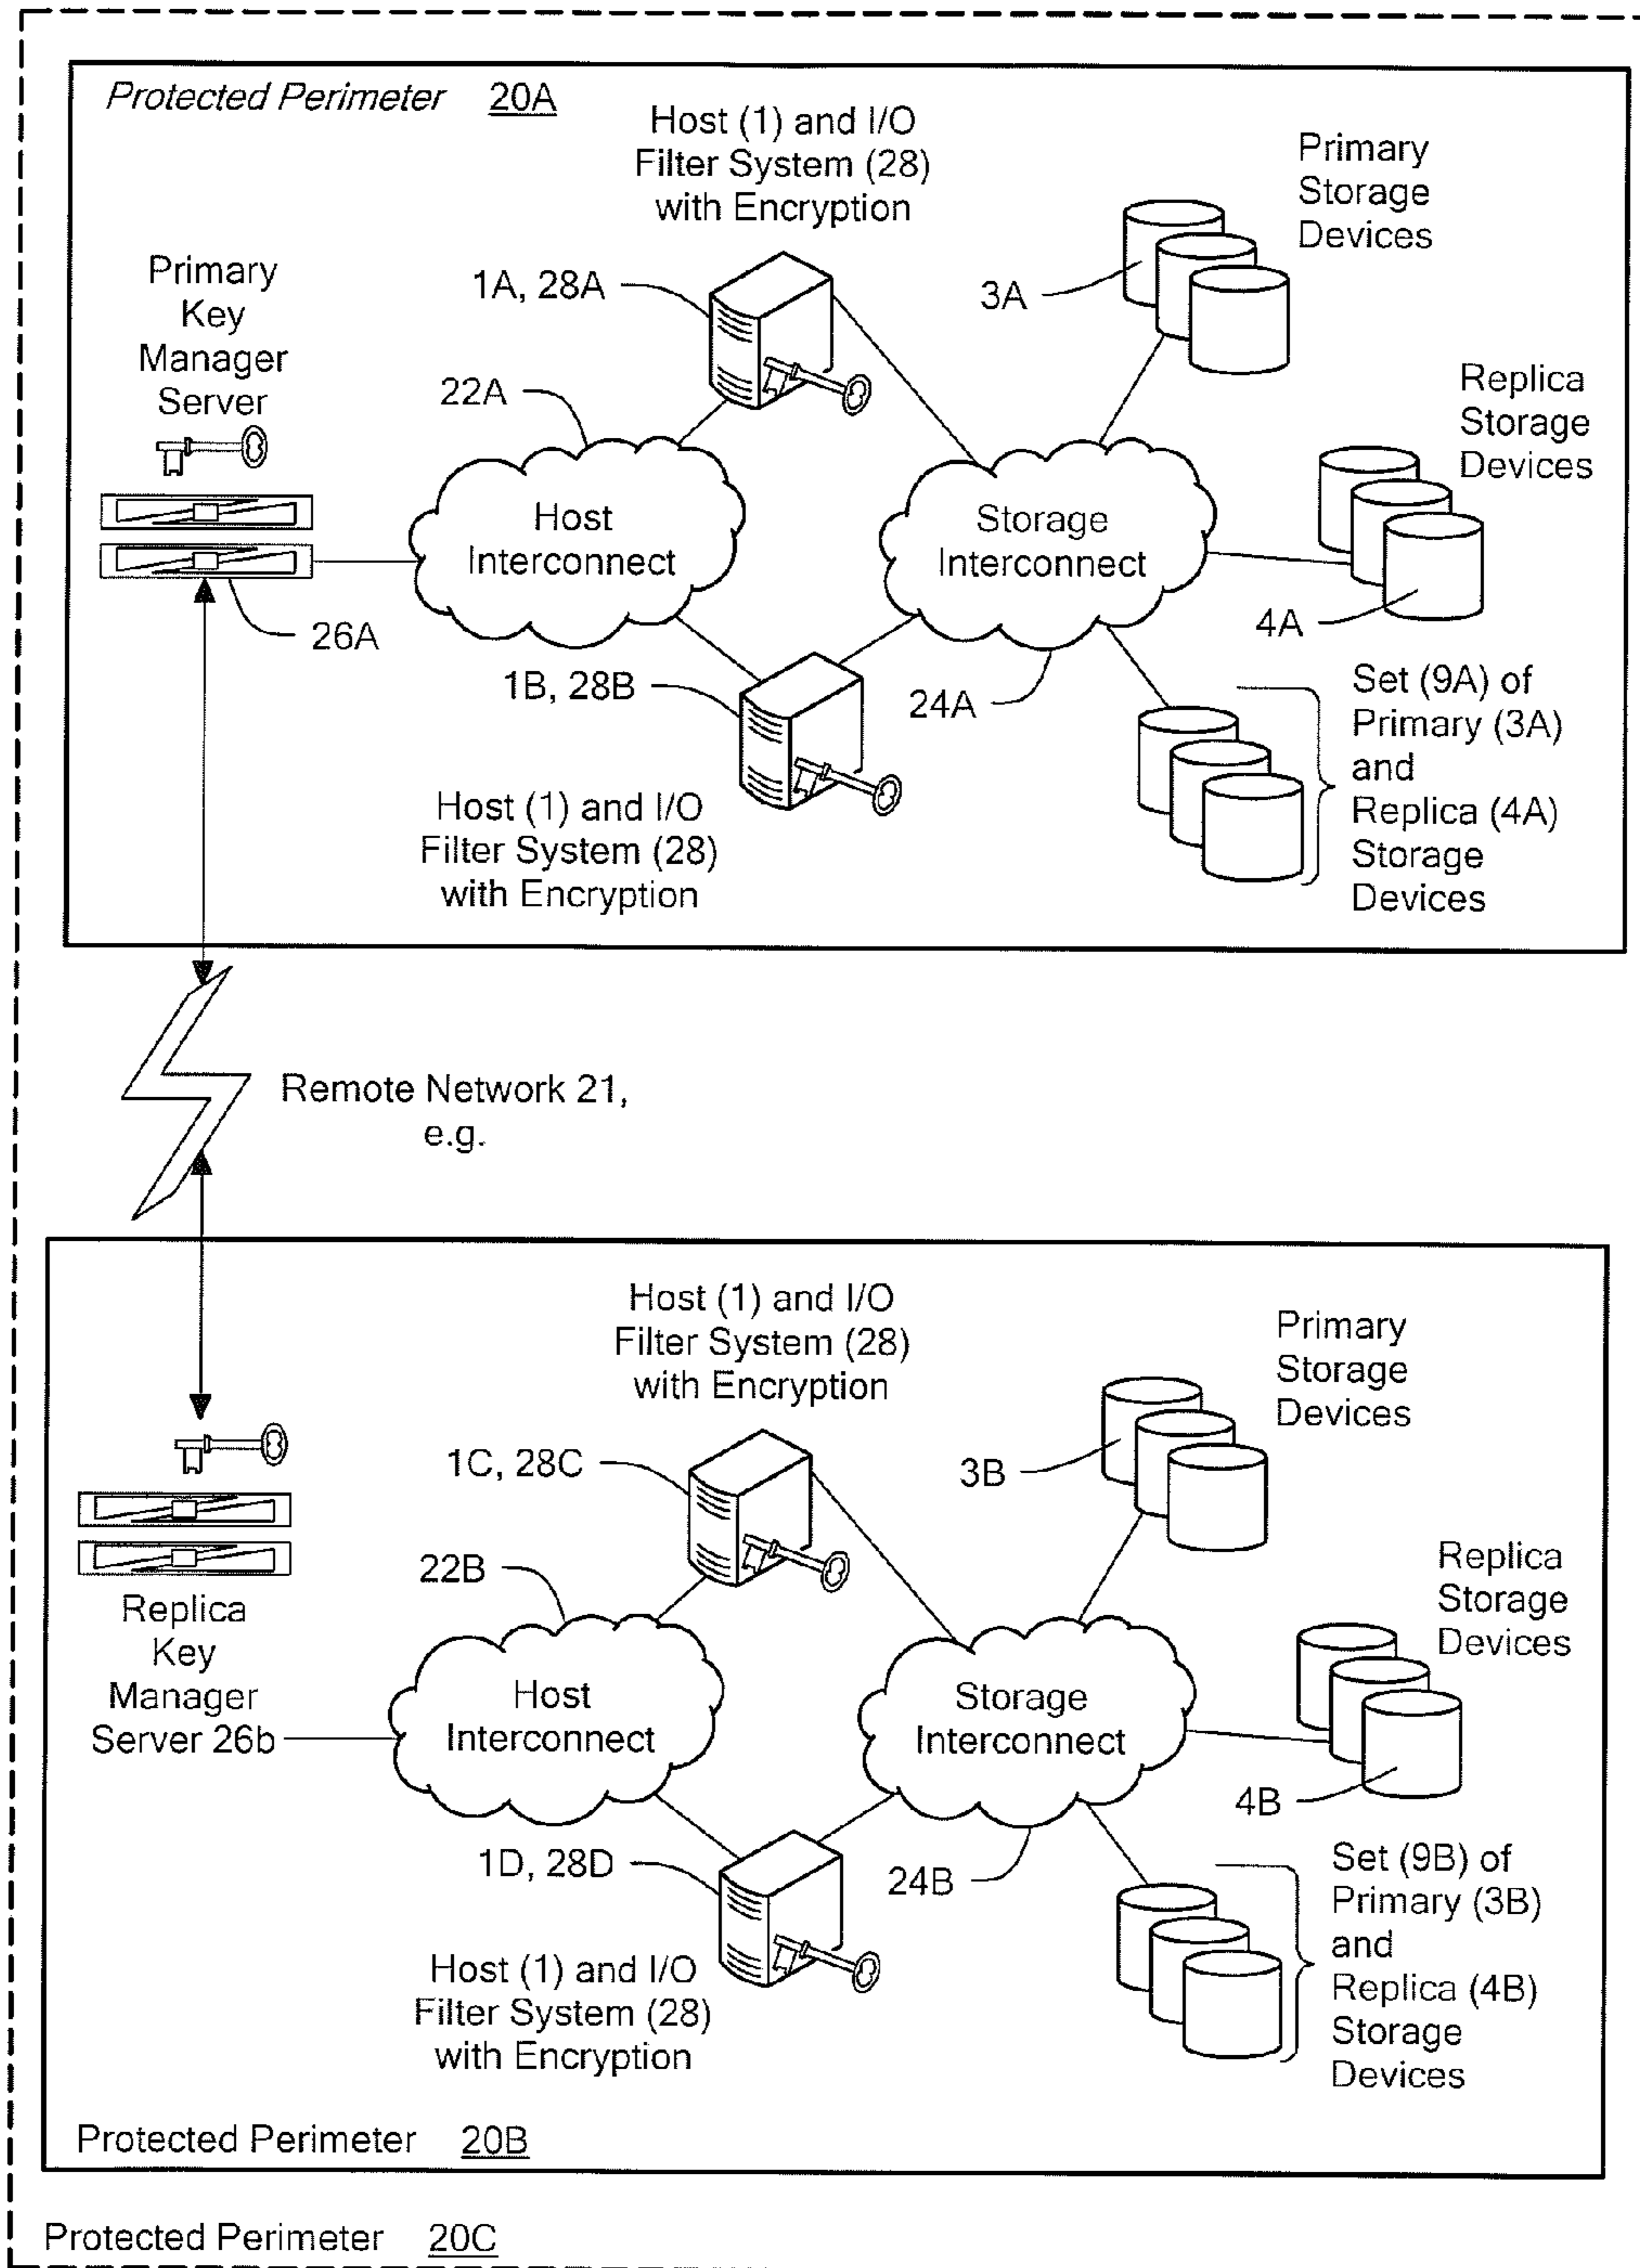 Protected Perimeter 20A
Host (1) and I/O
Filter System (28)
with Encryption
Primary
Storage
Devices
Primary
Key
Manager
Server
1A, 28A
3A
22A
Replica
Storage
Devices
Host
Interconnect
Storage
Interconnect
26A
4A
1B, 28B
24A
Set (9A) of
Primary (3A)
and
Replica (4A)
Storage
Devices
Host (1) and I/O
Filter System (28)
with Encryption
Remote Network 21,
e.g.
Host (1) and I/O
Filter System (28)
with Encryption
Primary
Storage
Devices
1C, 28C
3B
22B
Replica
Storage
Devices
Replica
Key
Manager
Server 26b
Host
Interconnect
Storage
Interconnect
4B
1D, 28D
24B
Set (9B) of
Primary (3B)
and
Replica (4B)
Storage
Devices
Host (1) and I/O
Filter System (28)
with Encryption
Protected Perimeter 20B
Protected Perimeter 20C